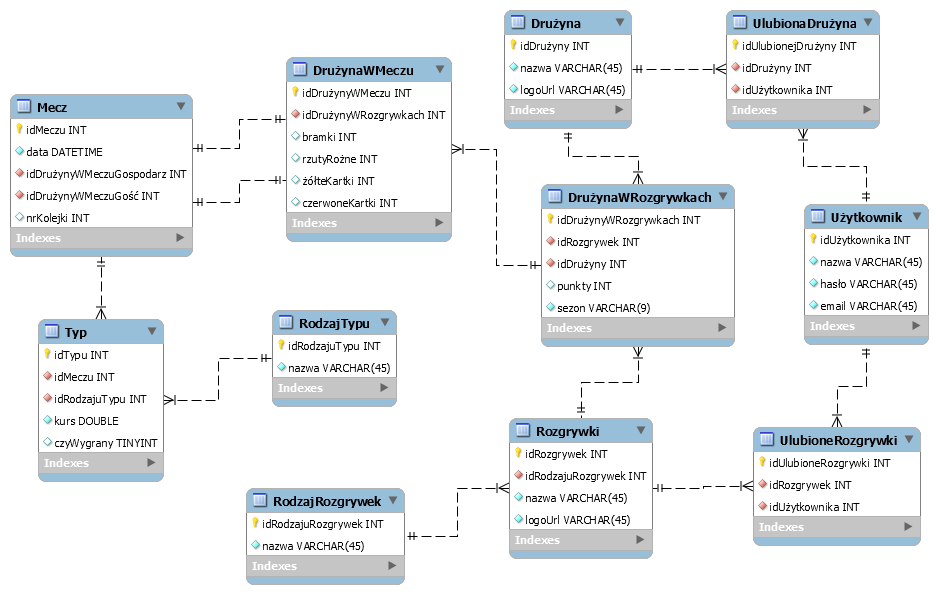 Drużyna
idDrużyny INT
nazwa VARCHAR(45)
logoUrl VARCHAR(45)
Indexes
UlubionaDrużyna
idUlubionejDrużyny INT
idDrużyny INT
idUżytkownika INT
Indexes
DrużynaWMeczu
idDrużynyWMeczu INT
idDrużynyWRozgrywkach INT
bramki INT
rzutyRożne INT
żółteKartki INT
czerwoneKartki INT
Indexes
Mecz
idMeczu INT
data DATETIME
idDrużynyWMeczuGospodarz INT
idDrużynyWMeczuGość INT
nrKolejki INT
Indexes
DrużynaWRozgrywkach
idDrużynyWRozgrywkach INT
idRozgrywek INT
idDrużyny INT
punkty INT
sezon VARCHAR(9)
Indexes
Użytkownik
idUżytkownika INT
nazwa VARCHAR(45)
hasło VARCHAR(45)
email VARCHAR(45)
Indexes
Typ
idTypu INT
idMeczu INT
idRodzajuTypu INT
kurs DOUBLE
czyWygrany TINYINT
Indexes
RodzajTypu
idRodzajuTypu INT
nazwa VARCHAR(45)
Indexes
Rozgrywki
idRozgrywek INT
idRodzajuRozgrywek INT
nazwa VARCHAR(45)
logoUrl VARCHAR(45)
Indexes
UlubioneRozgrywki
idUlubioneRozgrywki INT
idRozgrywek INT
idUżytkownika INT
Indexes
RodzajRozgrywek
idRodzajuRozgrywek INT
nazwa VARCHAR(45)
Indexes